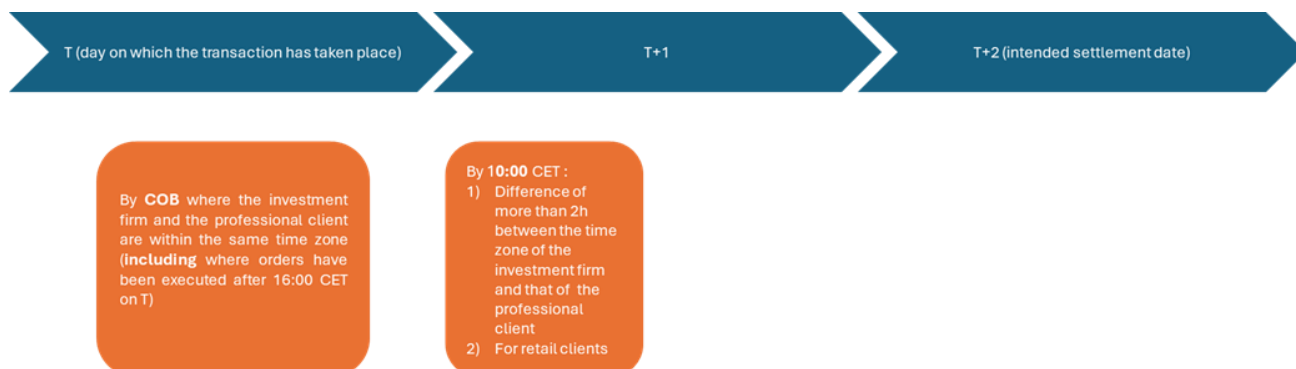 T (day on which the transaction has taken place)
T+1
T+2 (intended settlement date)
By COB where the investment
firm and the professional client
are within the same time zone
(including where orders have
been executed after 16:00 CET
on T)
By 10:00 CET :
1) Difference of
more than 2h
between the time
zone of the
investment firm
and that of the
professional
client
2) For retail clients